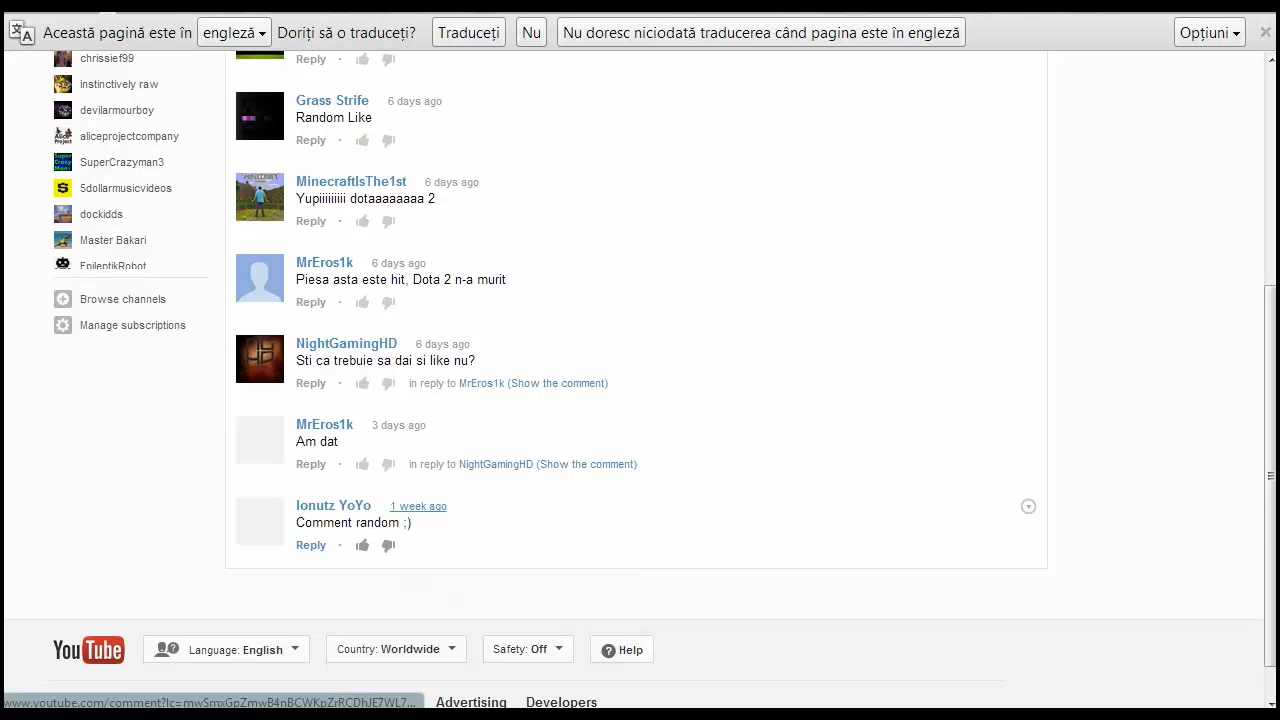 Această pagină este în engleză Doriți să o traduceți? Traduceți Nu Nu doresc niciodată traducerea când pagina este în engleză Opțiuni
chrissief99
instinctively raw
devilarmourboy
aliceprojectcompany
SuperCrazyman3
5dollarmusicvideos
dockidds
Master Bakari
EpileptikRobot
Browse channels
Manage subscriptions
Reply
Grass Strife 6 days ago
Random Like
Reply
MinecraftIsThe1st 6 days ago
Yupiiiiiiiii dotaaaaaaaa 2
Reply
MrEros1k 6 days ago
Piesa asta este hit, Dota 2 n-a murit
Reply
NightGamingHD 6 days ago
Sti ca trebuie sa dai si like nu?
Reply in reply to MrEros1k (Show the comment)
MrEros1k 3 days ago
Am dat
Reply in reply to NightGamingHD (Show the comment)
Ionutz YoYo 1 week ago
Comment random ;)
Reply
YouTube Language: English Country: Worldwide Safety: Off Help
Advertising Developers